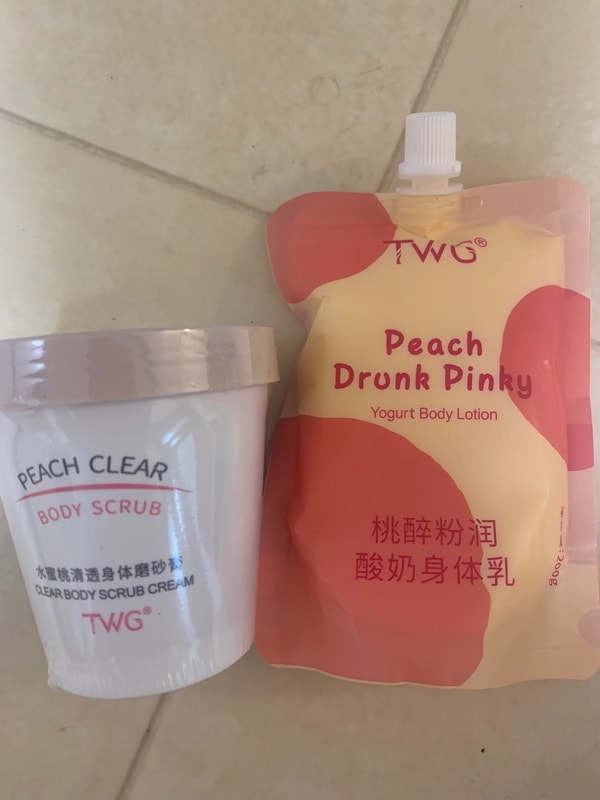 PEACH CLEAR
BODY SCRUB
水蜜桃清透身体磨砂膏
CLEAR BODY SCRUB CREAM
TWG®
TWG®
Peach
Drunk Pinky
Yogurt Body Lotion
桃醉粉润
酸奶身体乳
200g